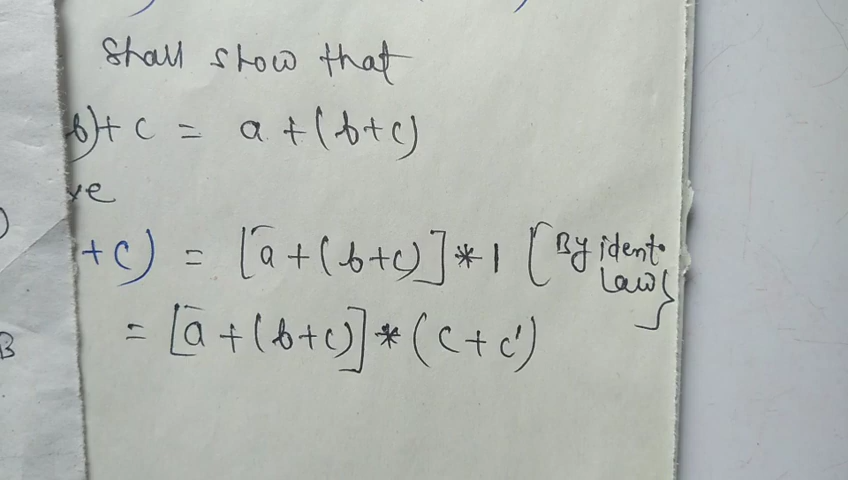 shall show that
b)+ c = a + (b+c)
ve
+ c) = [a + (b+c)] * 1 [By ident. Law]
= [a + (b+c)] * (c + c')
B